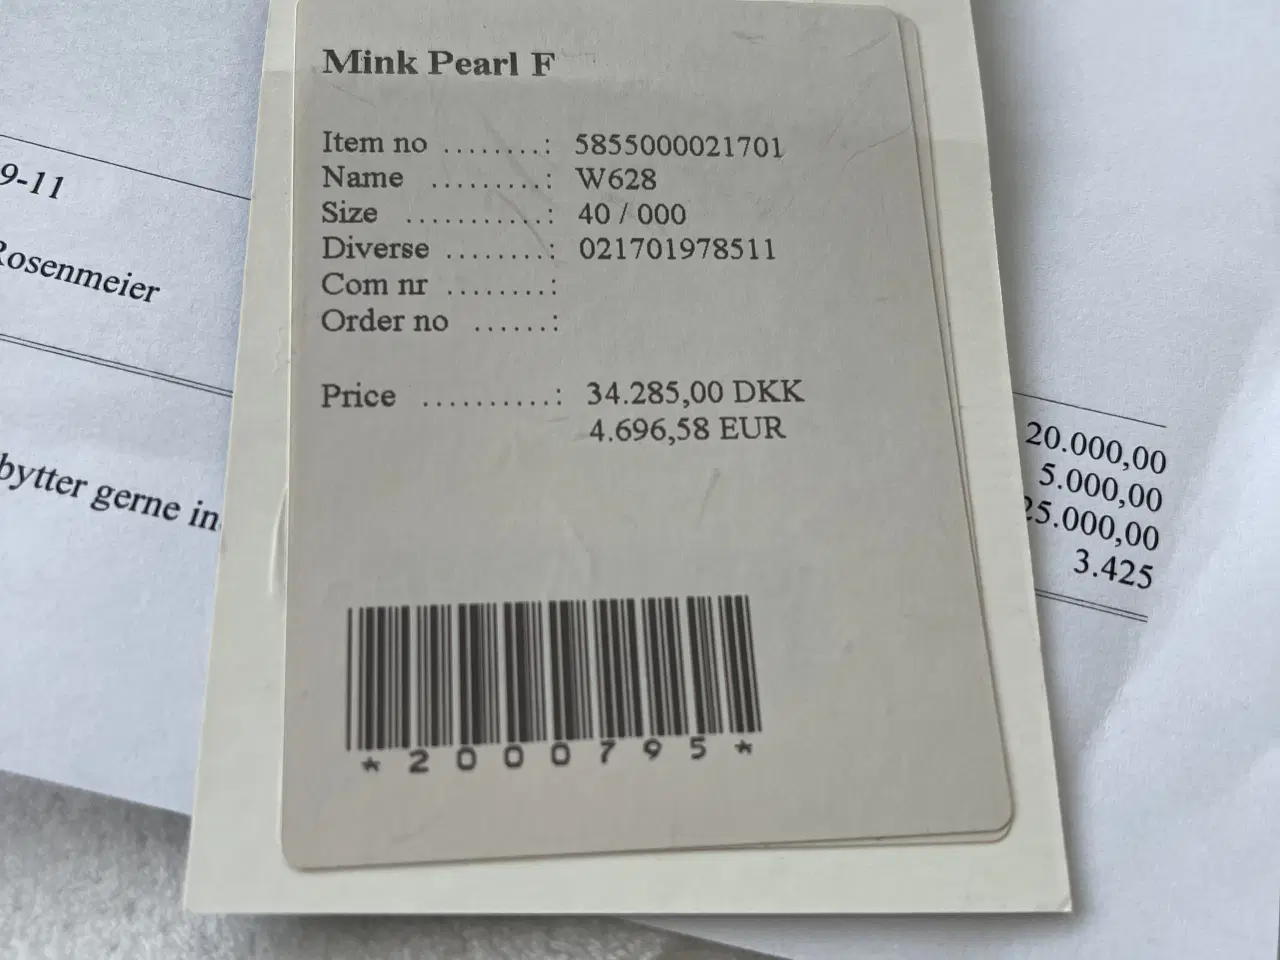 Mink Pearl F
Item no ........: 5855000021701
Name .........: W628
Size ...........: 40 / 000
Diverse ........: 021701978511
Com nr ........:
Order no ......:
Price ..........: 34.285,00 DKK
4.696,58 EUR
*2000795*
9-11
Rosenmeier
bytter gerne in
20.000,00
5.000,00
25.000,00
3.425